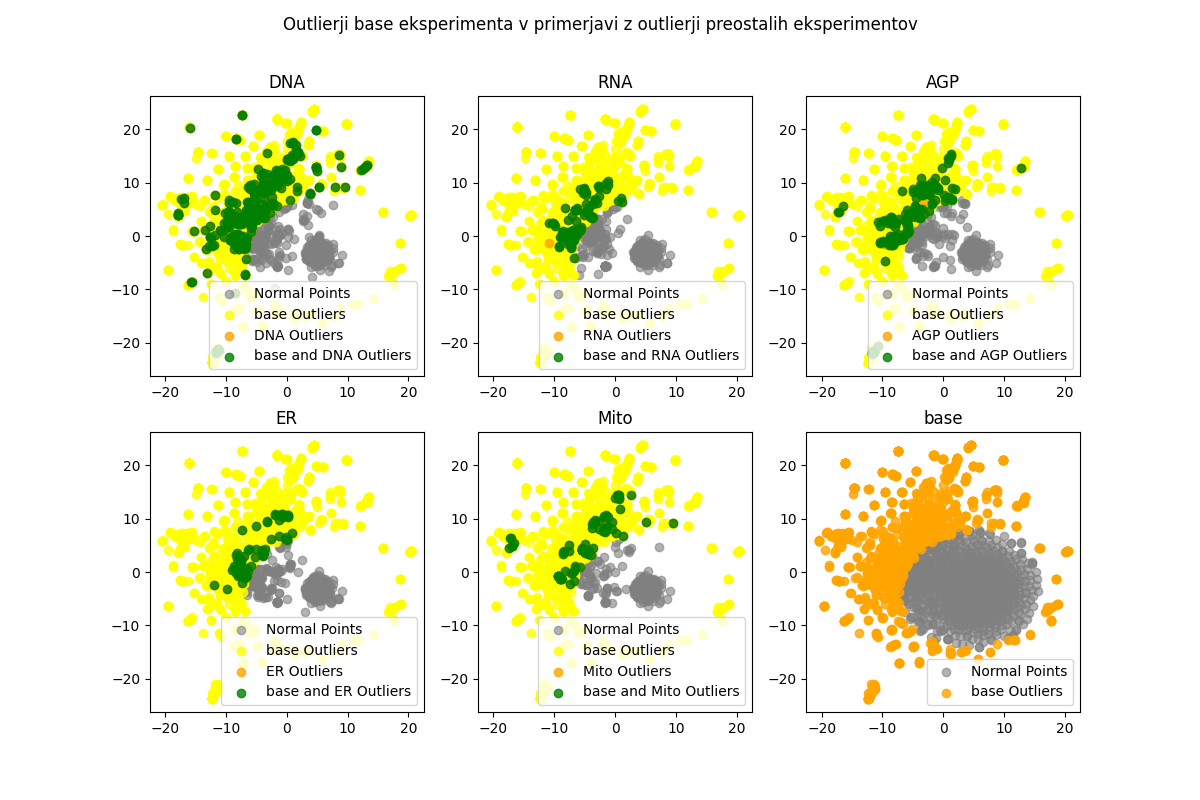 Outlierji base eksperimenta v primerjavi z outlierji preostalih eksperimentov
DNA
20
10
0
−10
−20
−20 −10 0 10 20
Normal Points
base Outliers
DNA Outliers
base and DNA Outliers
RNA
20
10
0
−10
−20
−20 −10 0 10 20
Normal Points
base Outliers
RNA Outliers
base and RNA Outliers
AGP
20
10
0
−10
−20
−20 −10 0 10 20
Normal Points
base Outliers
AGP Outliers
base and AGP Outliers
ER
20
10
0
−10
−20
−20 −10 0 10 20
Normal Points
base Outliers
ER Outliers
base and ER Outliers
Mito
20
10
0
−10
−20
−20 −10 0 10 20
Normal Points
base Outliers
Mito Outliers
base and Mito Outliers
base
20
10
0
−10
−20
−20 −10 0 10 20
Normal Points
base Outliers